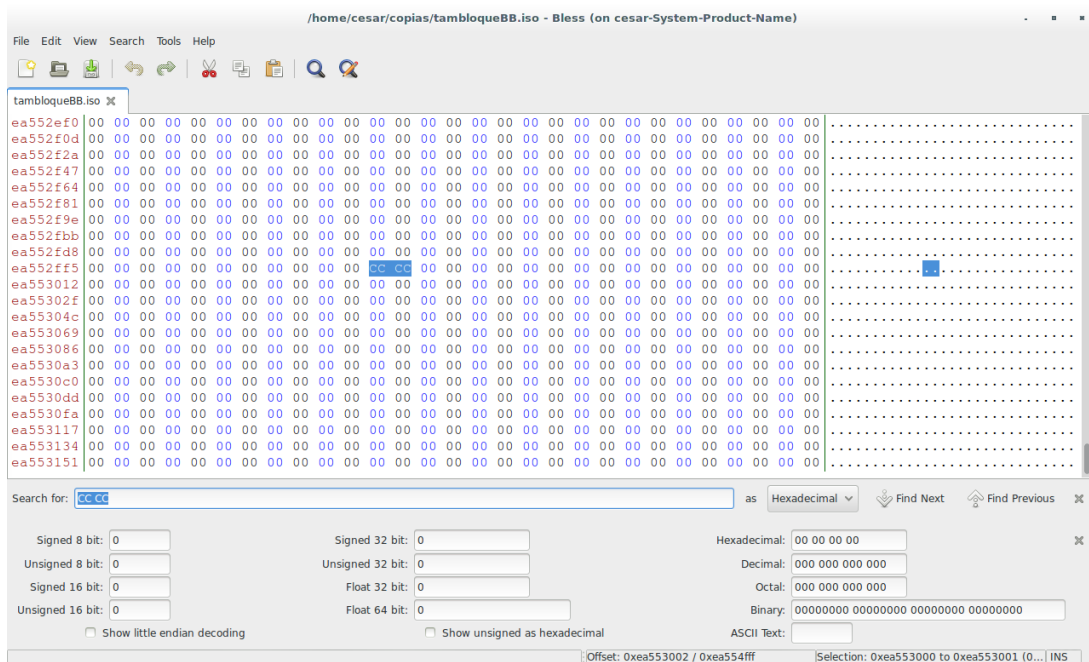 /home/cesar/copias/tambloqueBB.iso - Bless (on cesar-System-Product-Name)
File Edit View Search Tools Help
tambloqueBB.iso
ea552ef0 00 00 00 00 00 00 00 00 00 00 00 00 00 00 00 00 00 00 00 00 00 00 00 00 00 00 00 00 00 .............................
ea552f0d 00 00 00 00 00 00 00 00 00 00 00 00 00 00 00 00 00 00 00 00 00 00 00 00 00 00 00 00 00 .............................
ea552f2a 00 00 00 00 00 00 00 00 00 00 00 00 00 00 00 00 00 00 00 00 00 00 00 00 00 00 00 00 00 .............................
ea552f47 00 00 00 00 00 00 00 00 00 00 00 00 00 00 00 00 00 00 00 00 00 00 00 00 00 00 00 00 00 .............................
ea552f64 00 00 00 00 00 00 00 00 00 00 00 00 00 00 00 00 00 00 00 00 00 00 00 00 00 00 00 00 00 .............................
ea552f81 00 00 00 00 00 00 00 00 00 00 00 00 00 00 00 00 00 00 00 00 00 00 00 00 00 00 00 00 00 .............................
ea552f9e 00 00 00 00 00 00 00 00 00 00 00 00 00 00 00 00 00 00 00 00 00 00 00 00 00 00 00 00 00 .............................
ea552fbb 00 00 00 00 00 00 00 00 00 00 00 00 00 00 00 00 00 00 00 00 00 00 00 00 00 00 00 00 00 .............................
ea552fd8 00 00 00 00 00 00 00 00 00 00 00 00 00 00 00 00 00 00 00 00 00 00 00 00 00 00 00 00 00 .............................
ea552ff5 00 00 00 00 00 00 00 00 00 00 00 CC CC 00 00 00 00 00 00 00 00 00 00 00 00 00 00 00 00 .............................
ea553012 00 00 00 00 00 00 00 00 00 00 00 00 00 00 00 00 00 00 00 00 00 00 00 00 00 00 00 00 00 .............................
ea55302f 00 00 00 00 00 00 00 00 00 00 00 00 00 00 00 00 00 00 00 00 00 00 00 00 00 00 00 00 00 .............................
ea55304c 00 00 00 00 00 00 00 00 00 00 00 00 00 00 00 00 00 00 00 00 00 00 00 00 00 00 00 00 00 .............................
ea553069 00 00 00 00 00 00 00 00 00 00 00 00 00 00 00 00 00 00 00 00 00 00 00 00 00 00 00 00 00 .............................
ea553086 00 00 00 00 00 00 00 00 00 00 00 00 00 00 00 00 00 00 00 00 00 00 00 00 00 00 00 00 00 .............................
ea5530a3 00 00 00 00 00 00 00 00 00 00 00 00 00 00 00 00 00 00 00 00 00 00 00 00 00 00 00 00 00 .............................
ea5530c0 00 00 00 00 00 00 00 00 00 00 00 00 00 00 00 00 00 00 00 00 00 00 00 00 00 00 00 00 00 .............................
ea5530dd 00 00 00 00 00 00 00 00 00 00 00 00 00 00 00 00 00 00 00 00 00 00 00 00 00 00 00 00 00 .............................
ea5530fa 00 00 00 00 00 00 00 00 00 00 00 00 00 00 00 00 00 00 00 00 00 00 00 00 00 00 00 00 00 .............................
ea553117 00 00 00 00 00 00 00 00 00 00 00 00 00 00 00 00 00 00 00 00 00 00 00 00 00 00 00 00 00 .............................
ea553134 00 00 00 00 00 00 00 00 00 00 00 00 00 00 00 00 00 00 00 00 00 00 00 00 00 00 00 00 00 .............................
ea553151 00 00 00 00 00 00 00 00 00 00 00 00 00 00 00 00 00 00 00 00 00 00 00 00 00 00 00 00 00 .............................
Search for: CC CC as Hexadecimal Find Next Find Previous
Signed 8 bit: 0 Signed 32 bit: 0 Hexadecimal: 00 00 00 00
Unsigned 8 bit: 0 Unsigned 32 bit: 0 Decimal: 000 000 000 000
Signed 16 bit: 0 Float 32 bit: 0 Octal: 000 000 000 000
Unsigned 16 bit: 0 Float 64 bit: 0 Binary: 00000000 00000000 00000000 00000000
Show little endian decoding Show unsigned as hexadecimal ASCII Text:
Offset: 0xea553002 / 0xea554fff Selection: 0xea553000 to 0xea553001 (0... INS